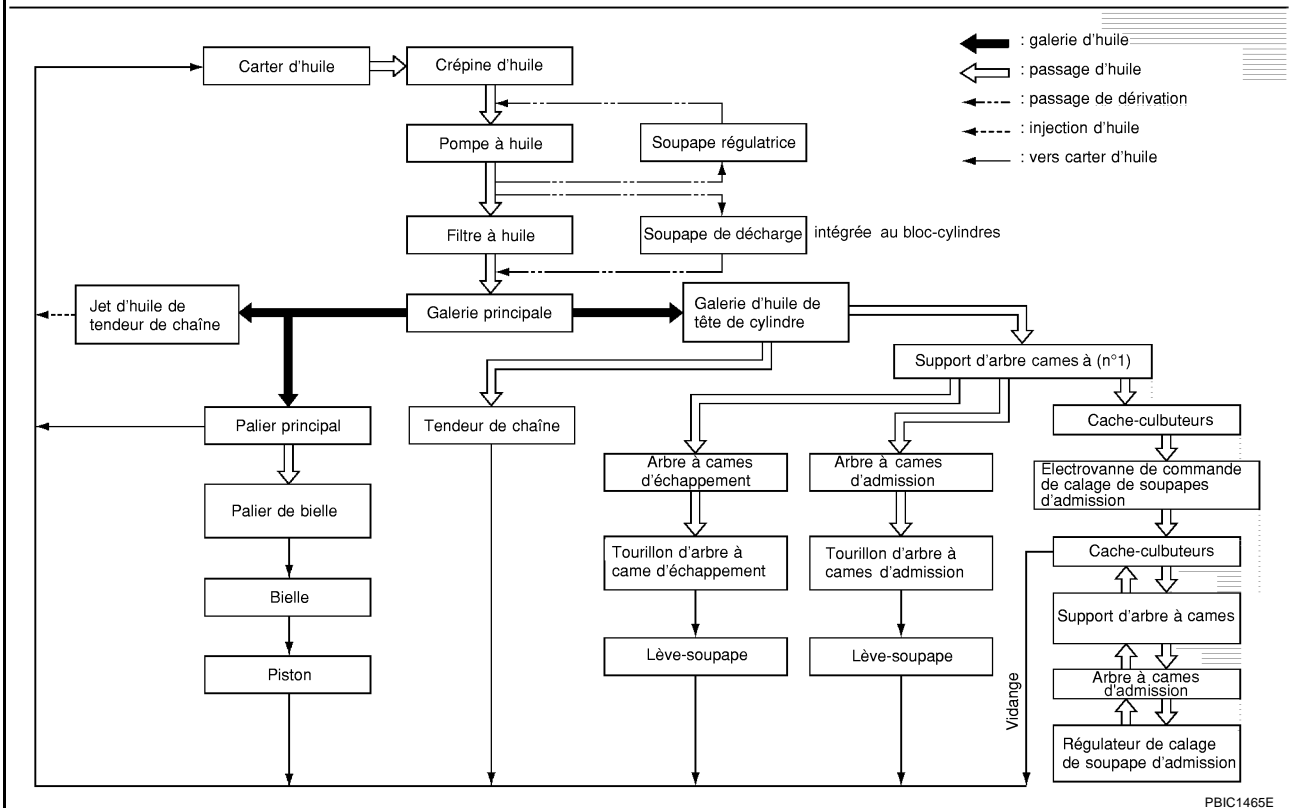 : galerie d'huile
: passage d'huile
: passage de dérivation
: injection d'huile
: vers carter d'huile
Carter d'huile
Crépine d'huile
Pompe à huile
Soupape régulatrice
Filtre à huile
Soupape de décharge
intégrée au bloc-cylindres
Jet d'huile de
tendeur de chaîne
Galerie principale
Galerie d'huile de
tête de cylindre
Support d'arbre cames à (n°1)
Palier principal
Tendeur de chaîne
Cache-culbuteurs
Arbre à cames
d'échappement
Arbre à cames
d'admission
Electrovanne de commande
de calage de soupapes
d'admission
Palier de bielle
Tourillon d'arbre à
came d'échappement
Tourillon d'arbre à
cames d'admission
Cache-culbuteurs
Bielle
Support d'arbre à cames
Lève-soupape
Lève-soupape
Piston
Vidange
Arbre à cames
d'admission
Régulateur de calage
de soupape d'admission
PBIC1465E